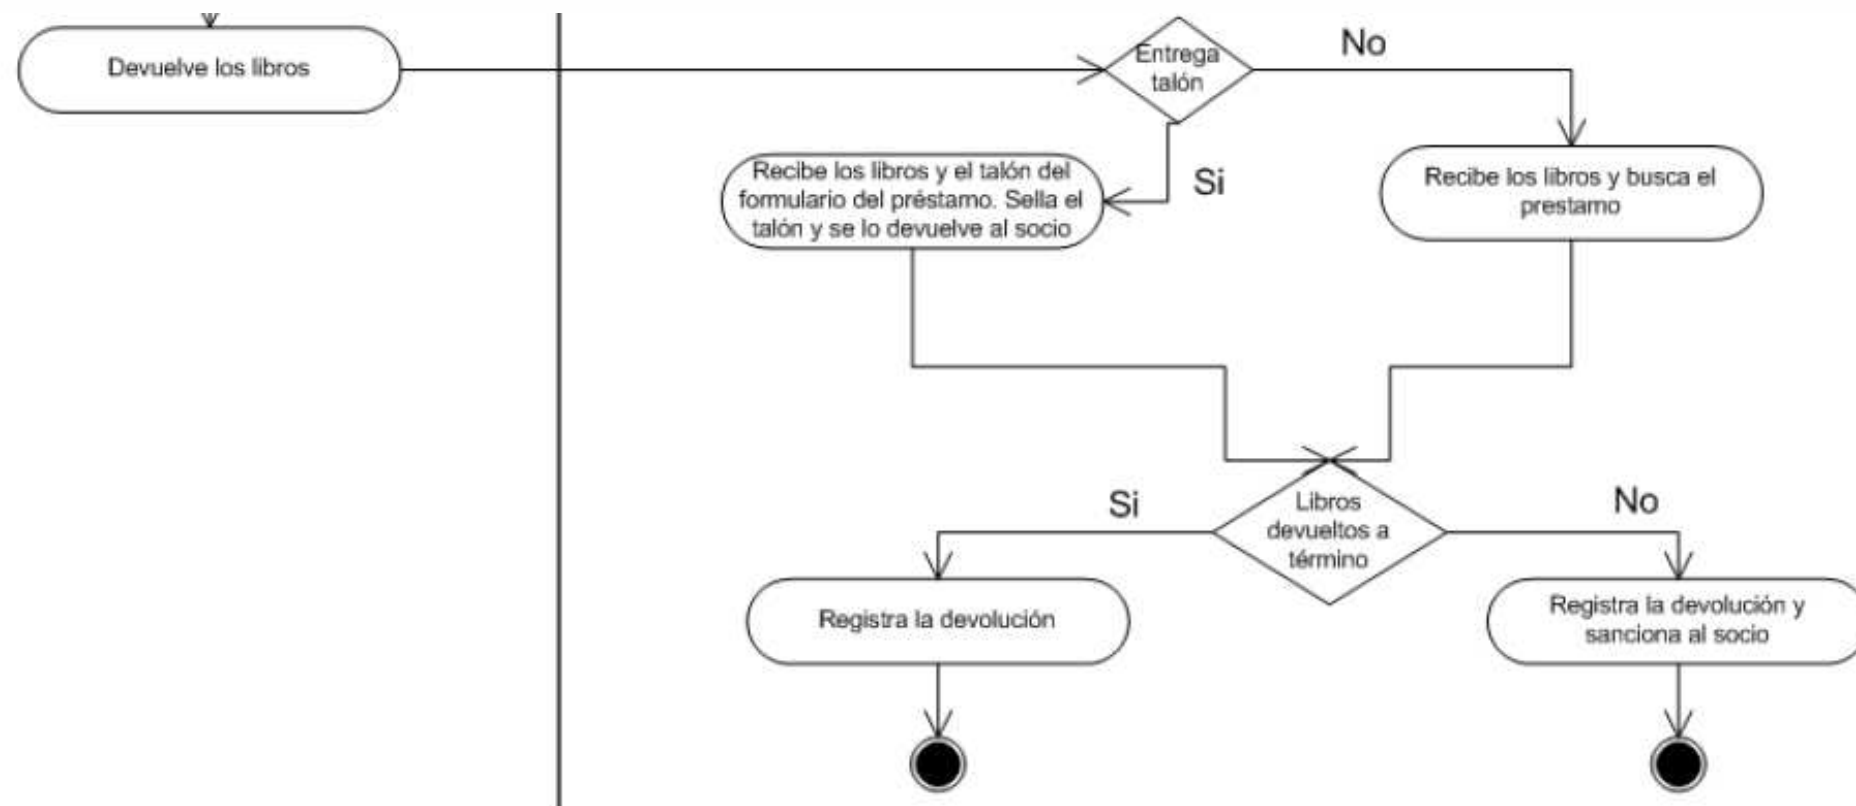 Devuelve los libros
Entrega
talón
No
Si
Recibe los libros y el talón del
formulario del préstamo. Sella el
talón y se lo devuelve al socio
Recibe los libros y busca el
prestamo
Libros
devueltos a
término
Si
No
Registra la devolución
Registra la devolución y
sanciona al socio